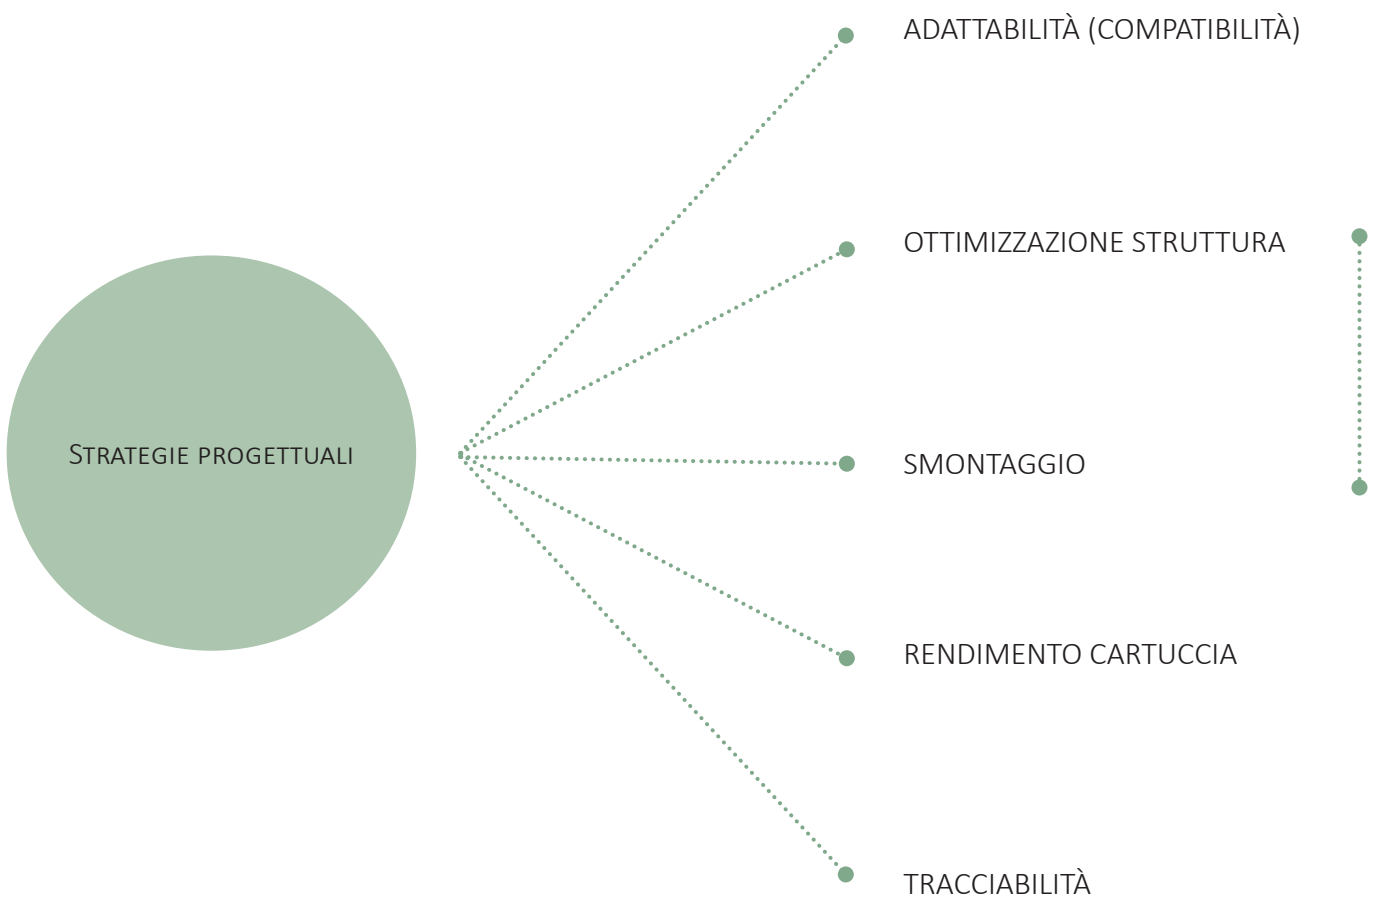 ADATTABILITÀ (COMPATIBILITÀ)
OTTIMIZZAZIONE STRUTTURA
Strategie progettuali
SMONTAGGIO
RENDIMENTO CARTUCCIA
TRACCIABILITÀ